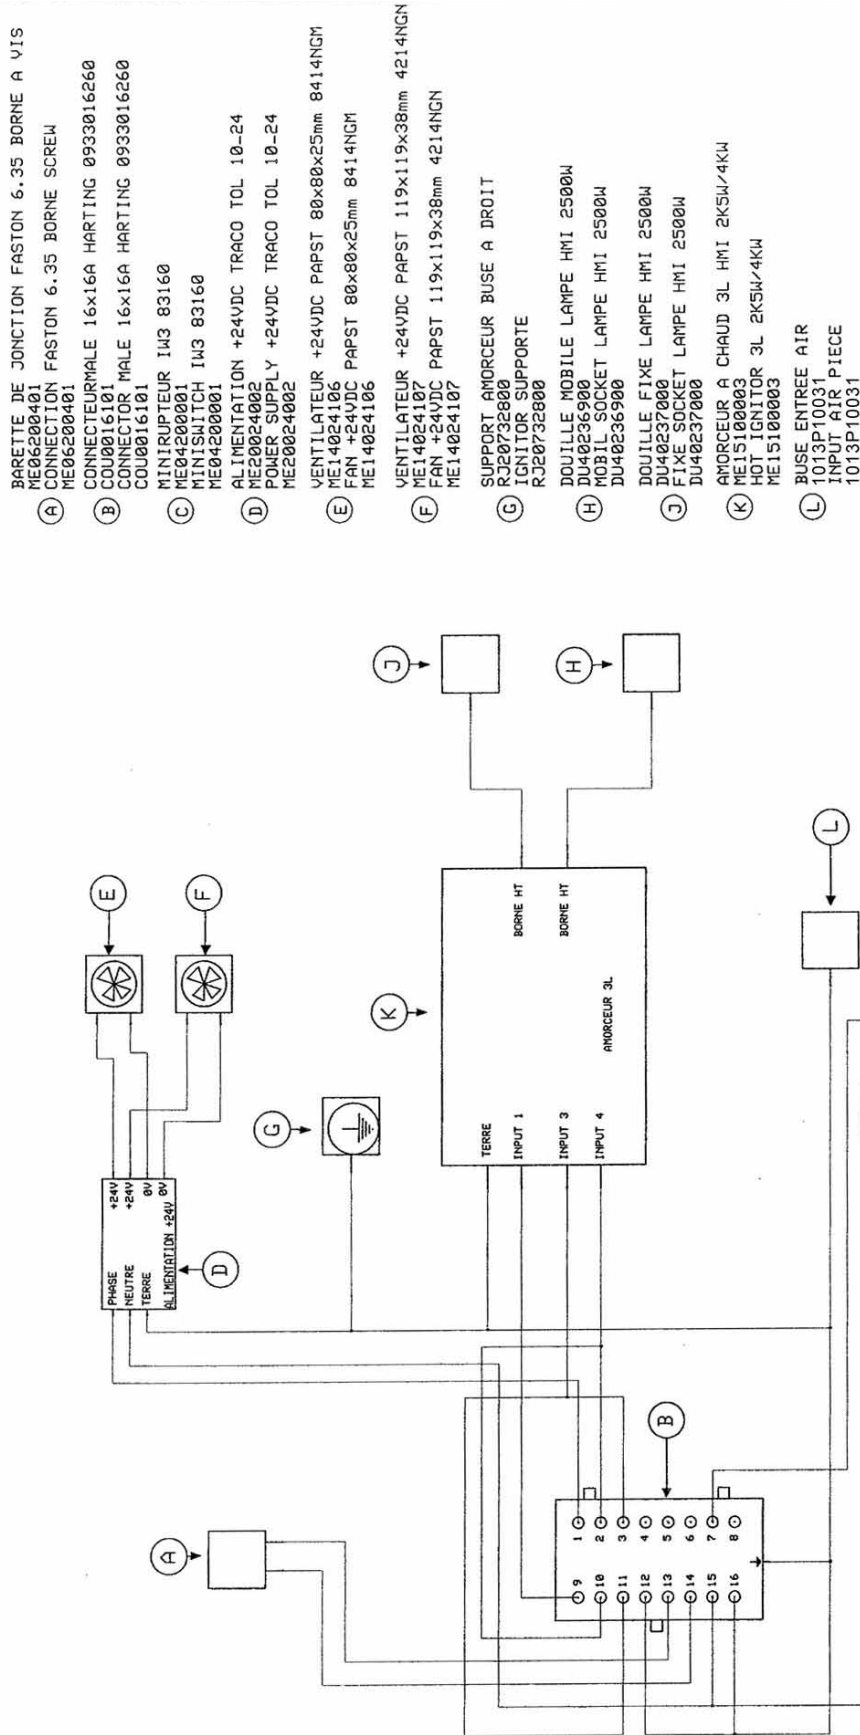 BARETTE DE JONCTION FASTON 6.35 BORNE A VIS
ME06200401
A CONNECTION FASTON 6.35 BORNE SCREW
ME06200401
CONNECTEURMALE 16x16A HARTING 0933016260
B COU0016101
CONNECTOR MALE 16x16A HARTING 0933016260
COU0016101
MINIRUPTEUR IW3 83160
C ME04200001
MINISWITCH IW3 83160
ME04200001
ALIMENTATION +24VDC TRACO TOL 10-24
D ME20024002
POWER SUPPLY +24VDC TRACO TOL 10-24
ME20024002
VENTILATEUR +24VDC PAPST 80x80x25mm 8414NGM
E ME14024106
FAN +24VDC PAPST 80x80x25mm 8414NGM
ME14024106
VENTILATEUR +24VDC PAPST 119x119x38mm 4214NGN
F ME14024107
FAN +24VDC PAPST 119x119x38mm 4214NGN
ME14024107
SUPPORT AMORCEUR BUSE A DROIT
G RJ20732800
IGNITOR SUPPORTE
RJ20732800
DOUILLE MOBILE LAMPE HMI 2500W
H DU40236900
MOBIL SOCKET LAMPE HMI 2500W
DU40236900
DOUILLE FIXE LAMPE HMI 2500W
J DU40237000
FIXE SOCKET LAMPE HMI 2500W
DU40237000
AMORCEUR A CHAUD 3L HMI 2K5W/4KW
K ME15100003
HOT IGNITOR 3L 2K5W/4KW
ME15100003
BUSE ENTREE AIR
L 1013P10031
INPUT AIR PIECE
1013P10031
E
F
+24V
+24V
0V
0V
PHASE
NEUTRE
TERRE
ALIMENTATION +24V
D
G
J
H
K
TERRE
INPUT 1
INPUT 3
INPUT 4
BORNE HT
BORNE HT
AMORCEUR 3L
L
A
B
1
2
3
4
5
6
7
8
9
10
11
12
13
14
15
16